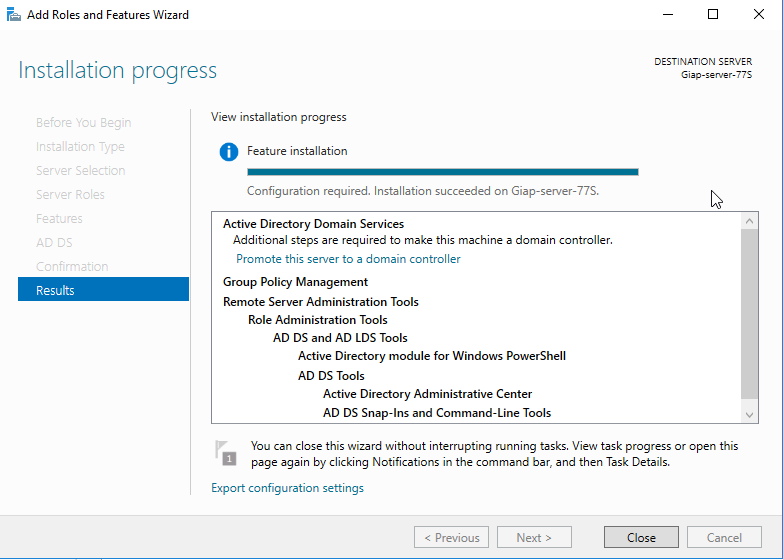 Add Roles and Features Wizard
Installation progress
DESTINATION SERVER
Giap-server-77S
Before You Begin
Installation Type
Server Selection
Server Roles
Features
AD DS
Confirmation
Results
View installation progress
Feature installation
Configuration required. Installation succeeded on Giap-server-77S.
Active Directory Domain Services
Additional steps are required to make this machine a domain controller.
Promote this server to a domain controller
Group Policy Management
Remote Server Administration Tools
Role Administration Tools
AD DS and AD LDS Tools
Active Directory module for Windows PowerShell
AD DS Tools
Active Directory Administrative Center
AD DS Snap-Ins and Command-Line Tools
1
You can close this wizard without interrupting running tasks. View task progress or open this
page again by clicking Notifications in the command bar, and then Task Details.
Export configuration settings
< Previous
Next >
Close
Cancel